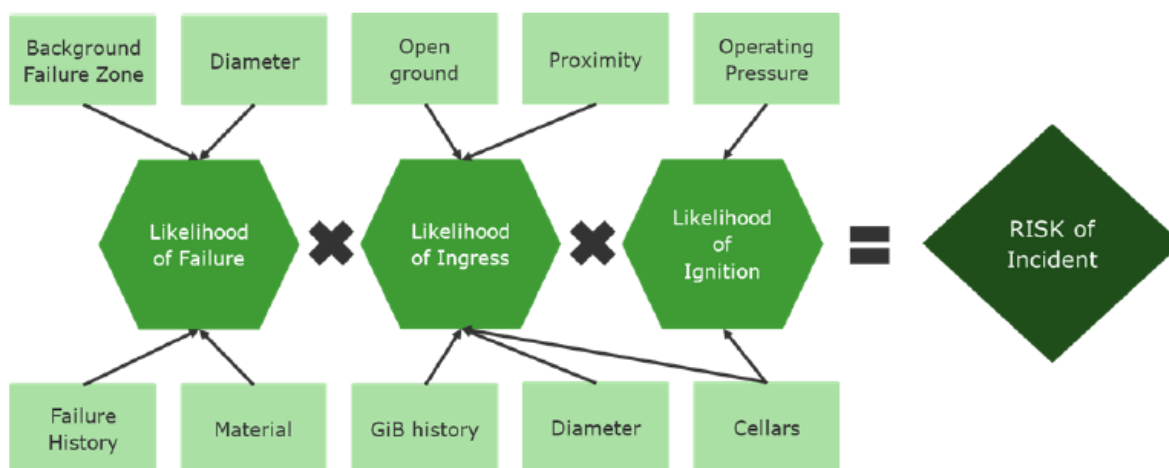 Background
Failure Zone
Diameter
Open
ground
Proximity
Operating
Pressure
Likelihood
of Failure
Likelihood
of Ingress
Likelihood
of
Ignition
RISK of
Incident
Failure
History
Material
GiB history
Diameter
Cellars